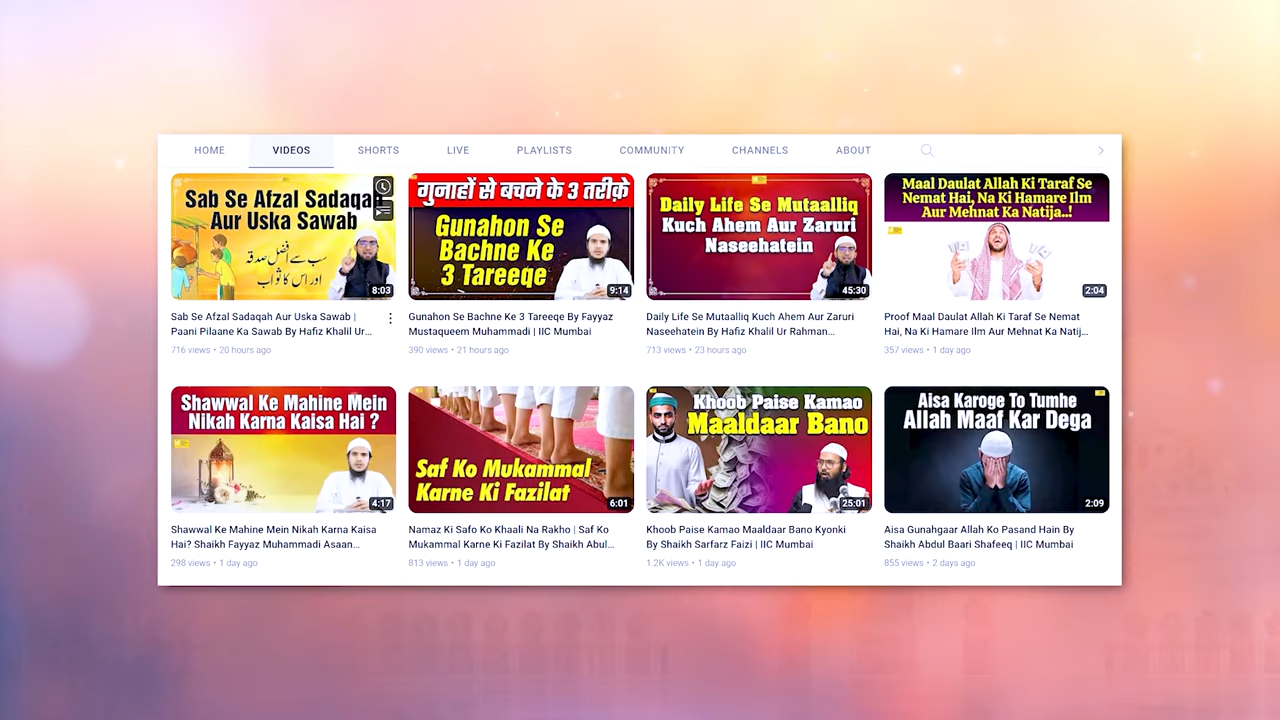 HOME VIDEOS SHORTS LIVE PLAYLISTS COMMUNITY CHANNELS ABOUT
Sab Se Afzal Sadaqah
Aur Uska Sawab
سب سے افضل صدقہ
اور اس کا ثواب
8:03
Sab Se Afzal Sadaqah Aur Uska Sawab |
Paani Pilaane Ka Sawab By Hafiz Khalil Ur...
716 views • 20 hours ago
गुनाहों से बचने के 3 तरीक़े
Gunahon Se
Bachne Ke
3 Tareeqe
9:14
Gunahon Se Bachne Ke 3 Tareeqe By Fayyaz
Mustaqueem Muhammadi | IIC Mumbai
390 views • 21 hours ago
Daily Life Se Mutaalliq
Kuch Ahem Aur Zaruri
Naseehatein
45:30
Daily Life Se Mutaalliq Kuch Ahem Aur Zaruri
Naseehatein By Hafiz Khalil Ur Rahman...
713 views • 23 hours ago
Maal Daulat Allah Ki Taraf Se
Nemat Hai, Na Ki Hamare Ilm
Aur Mehnat Ka Natija..!
2:04
Proof Maal Daulat Allah Ki Taraf Se Nemat
Hai, Na Ki Hamare Ilm Aur Mehnat Ka Natij...
357 views • 1 day ago
Shawwal Ke Mahine Mein
Nikah Karna Kaisa Hai ?
4:17
Shawwal Ke Mahine Mein Nikah Karna Kaisa
Hai? Shaikh Fayyaz Muhammadi Asaan...
298 views • 1 day ago
Saf Ko Mukammal
Karne Ki Fazilat
6:01
Namaz Ki Safo Ko Khaali Na Rakho | Saf Ko
Mukammal Karne Ki Fazilat By Shaikh Abul...
813 views • 1 day ago
Khoob Paise Kamao
Maaldaar Bano
25:01
Khoob Paise Kamao Maaldaar Bano Kyonki
By Shaikh Sarfarz Faizi | IIC Mumbai
1.2K views • 1 day ago
Aisa Karoge To Tumhe
Allah Maaf Kar Dega
2:09
Aisa Gunahgaar Allah Ko Pasand Hain By
Shaikh Abdul Baari Shafeeq | IIC Mumbai
855 views • 2 days ago